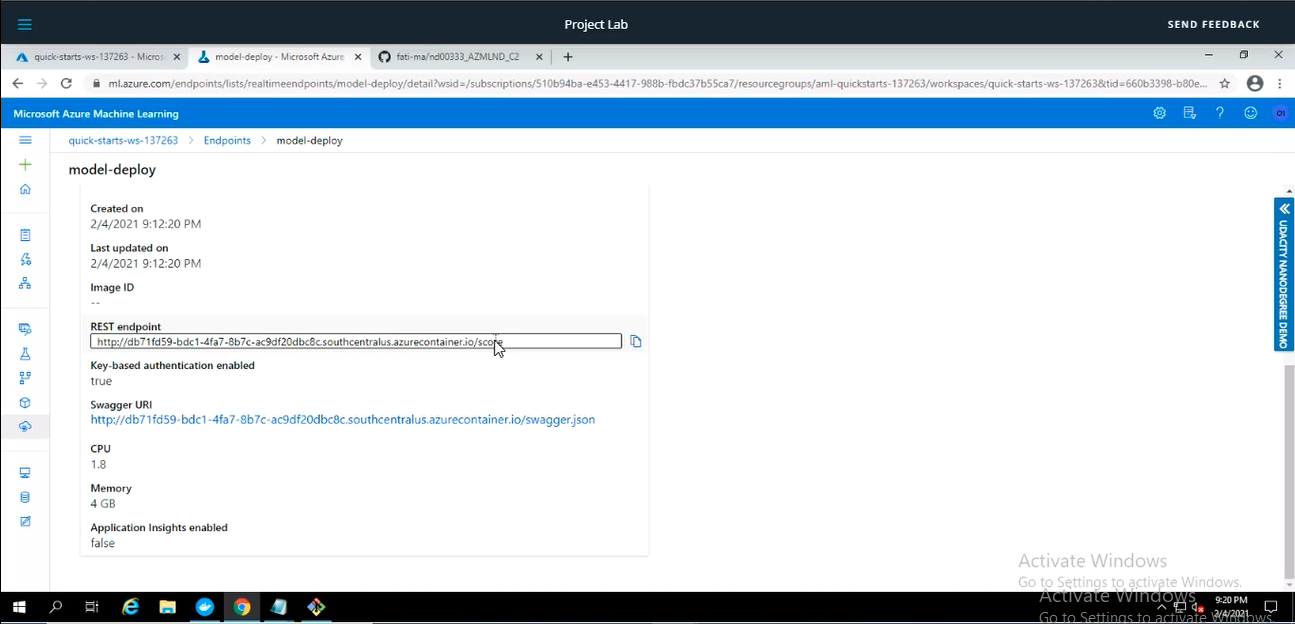 Project Lab
SEND FEEDBACK
quick-starts-ws-137263 - Micros
model-deploy - Microsoft Azure
fati-ma/nd00333_AZMLND_C2
ml.azure.com/endpoints/lists/realtimeendpoints/model-deploy/detail?wsid=/subscriptions/510b94ba-e453-4417-988b-fbdc37b55ca7/resourcegroups/aml-quickstarts-137263/workspaces/quick-starts-ws-137263&tid=660b3398-b80e...
Microsoft Azure Machine Learning
OI
quick-starts-ws-137263 > Endpoints > model-deploy
model-deploy
Created on
2/4/2021 9:12:20 PM
Last updated on
2/4/2021 9:12:20 PM
Image ID
--
REST endpoint
http://db71fd59-bdc1-4fa7-8b7c-ac9df20dbc8c.southcentralus.azurecontainer.io/score
Key-based authentication enabled
true
Swagger URI
http://db71fd59-bdc1-4fa7-8b7c-ac9df20dbc8c.southcentralus.azurecontainer.io/swagger.json
CPU
1.8
Memory
4 GB
Application Insights enabled
false
UDACITY NANODEGREE DEMO
Activate Windows
Go to Settings to activate Windows.
Activate Windows
Go to Settings to activate Windows.
9:20 PM
2/4/2021